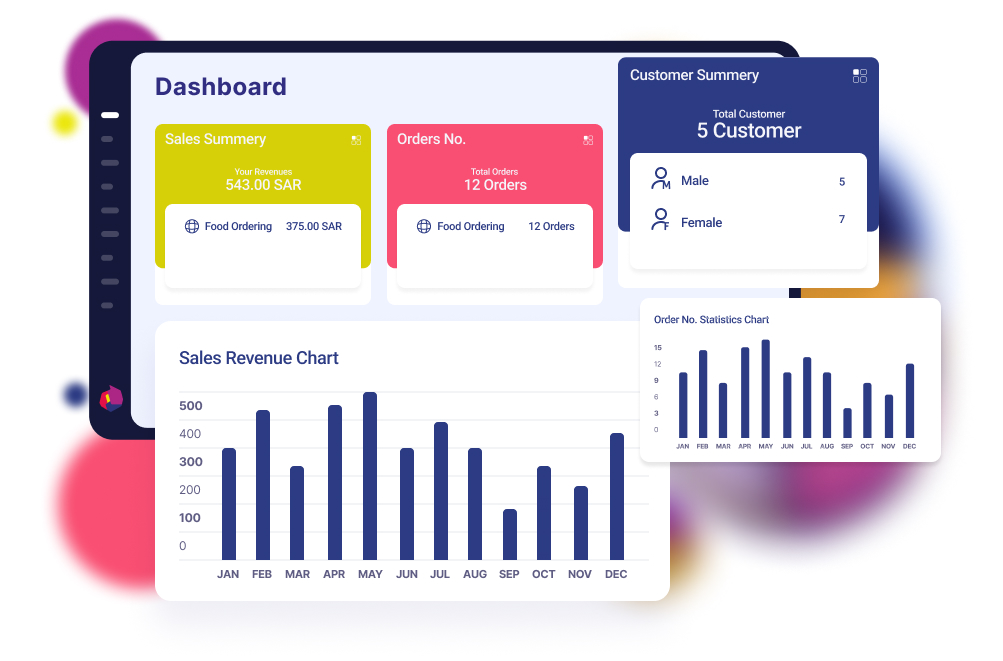 Dashboard
Sales Summery
Your Revenues
543.00 SAR
Food Ordering 375.00 SAR
Orders No.
Total Orders
12 Orders
Food Ordering 12 Orders
Customer Summery
Total Customer
5 Customer
M Male 5
F Female 7
Sales Revenue Chart
500
400
300
200
100
0
JAN FEB MAR APR MAY JUN JUL AUG SEP OCT NOV DEC
Order No. Statistics Chart
15
12
9
6
3
0
JAN FEB MAR APR MAY JUN JUL AUG SEP OCT NOV DEC